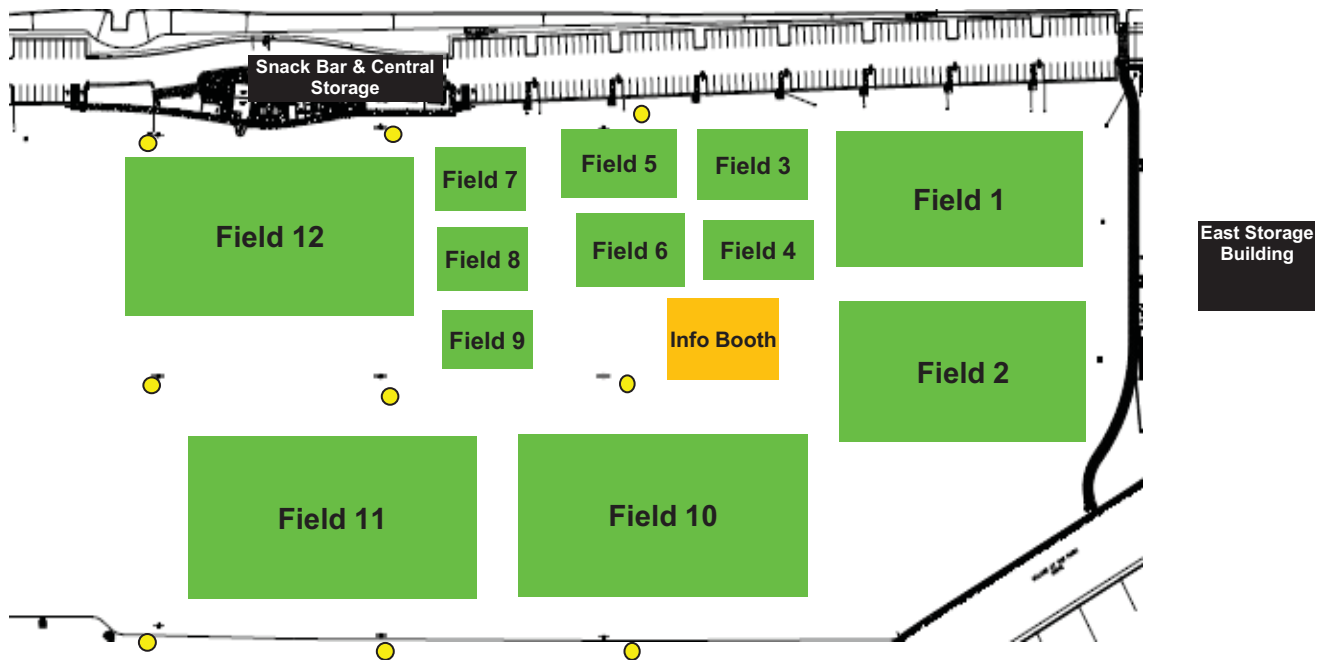 Snack Bar & Central
Storage
Field 5
Field 3
Field 7
Field 1
Field 12
Field 6
Field 4
Field 8
East Storage
Building
Field 9
Info Booth
Field 2
Field 11
Field 10